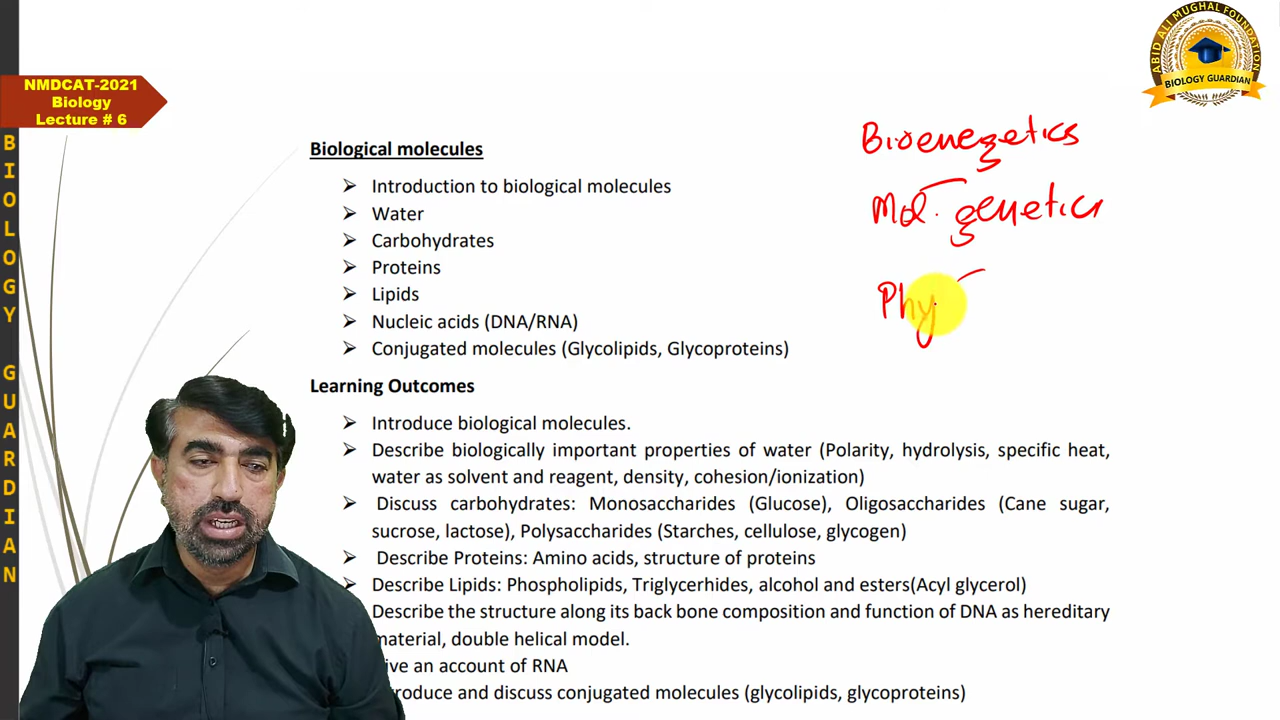 ABID ALI MUGHAL FOUNDATION
BIOLOGY GUARDIAN
NMDCAT-2021
Biology
Lecture # 6
BIOLOGY GUARDIAN
Biological molecules
Introduction to biological molecules
Water
Carbohydrates
Proteins
Lipids
Nucleic acids (DNA/RNA)
Conjugated molecules (Glycolipids, Glycoproteins)
Bioenegetics
Mol. genetics
Phy
Learning Outcomes
Introduce biological molecules.
Describe biologically important properties of water (Polarity, hydrolysis, specific heat,
water as solvent and reagent, density, cohesion/ionization)
Discuss carbohydrates: Monosaccharides (Glucose), Oligosaccharides (Cane sugar,
sucrose, lactose), Polysaccharides (Starches, cellulose, glycogen)
Describe Proteins: Amino acids, structure of proteins
Describe Lipids: Phospholipids, Triglycerhides, alcohol and esters(Acyl glycerol)
Describe the structure along its back bone composition and function of DNA as hereditary
material, double helical model.
ive an account of RNA
roduce and discuss conjugated molecules (glycolipids, glycoproteins)